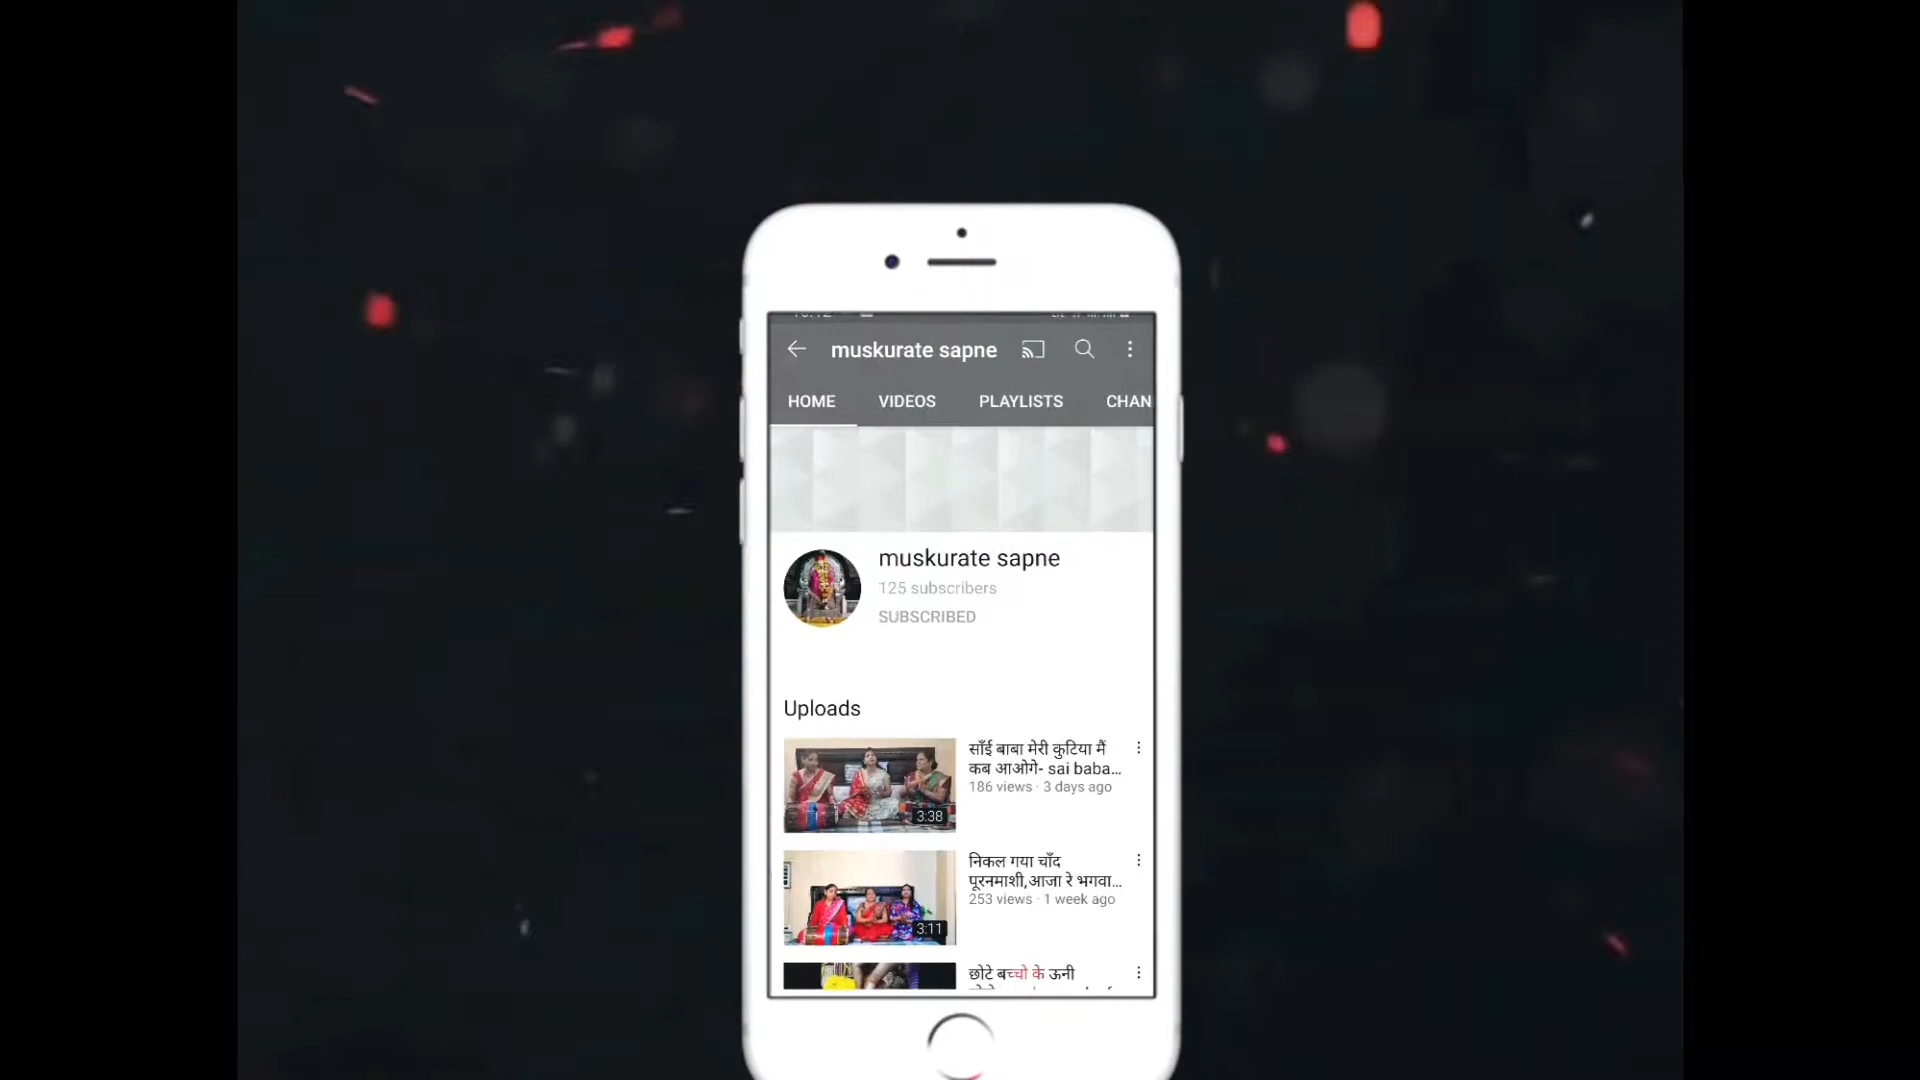 muskurate sapne
HOME VIDEOS PLAYLISTS CHAN
muskurate sapne
125 subscribers
SUBSCRIBED
Uploads
साँई बाबा मेरी कुटिया मैं
कब आओगे- sai baba...
186 views · 3 days ago
3:38
निकल गया चाँद
पूरनमाशी,आजा रे भगवा...
253 views · 1 week ago
3:11
छोटे बच्चो के ऊनी